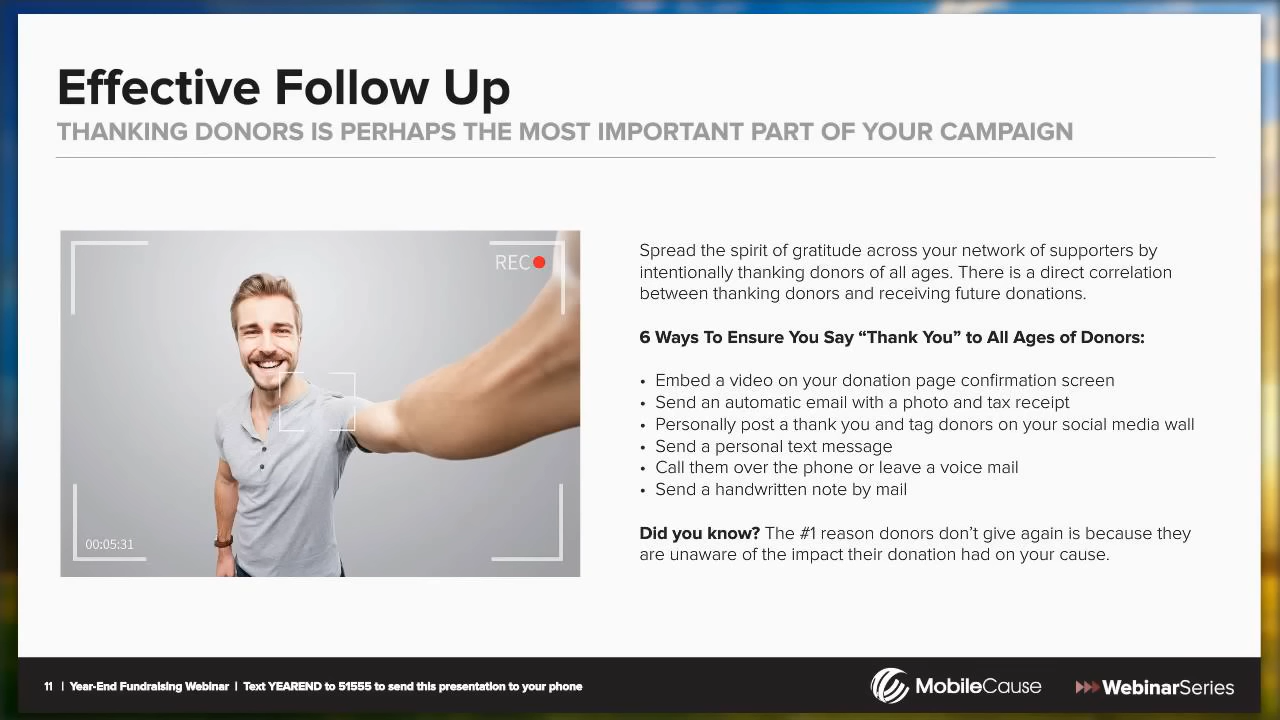 Effective Follow Up
THANKING DONORS IS PERHAPS THE MOST IMPORTANT PART OF YOUR CAMPAIGN
REC
00:05:31
Spread the spirit of gratitude across your network of supporters by
intentionally thanking donors of all ages. There is a direct correlation
between thanking donors and receiving future donations.
6 Ways To Ensure You Say “Thank You” to All Ages of Donors:
• Embed a video on your donation page confirmation screen
• Send an automatic email with a photo and tax receipt
• Personally post a thank you and tag donors on your social media wall
• Send a personal text message
• Call them over the phone or leave a voice mail
• Send a handwritten note by mail
Did you know? The #1 reason donors don’t give again is because they
are unaware of the impact their donation had on your cause.
11 | Year-End Fundraising Webinar | Text YEAREND to 51555 to send this presentation to your phone
MobileCause
WebinarSeries